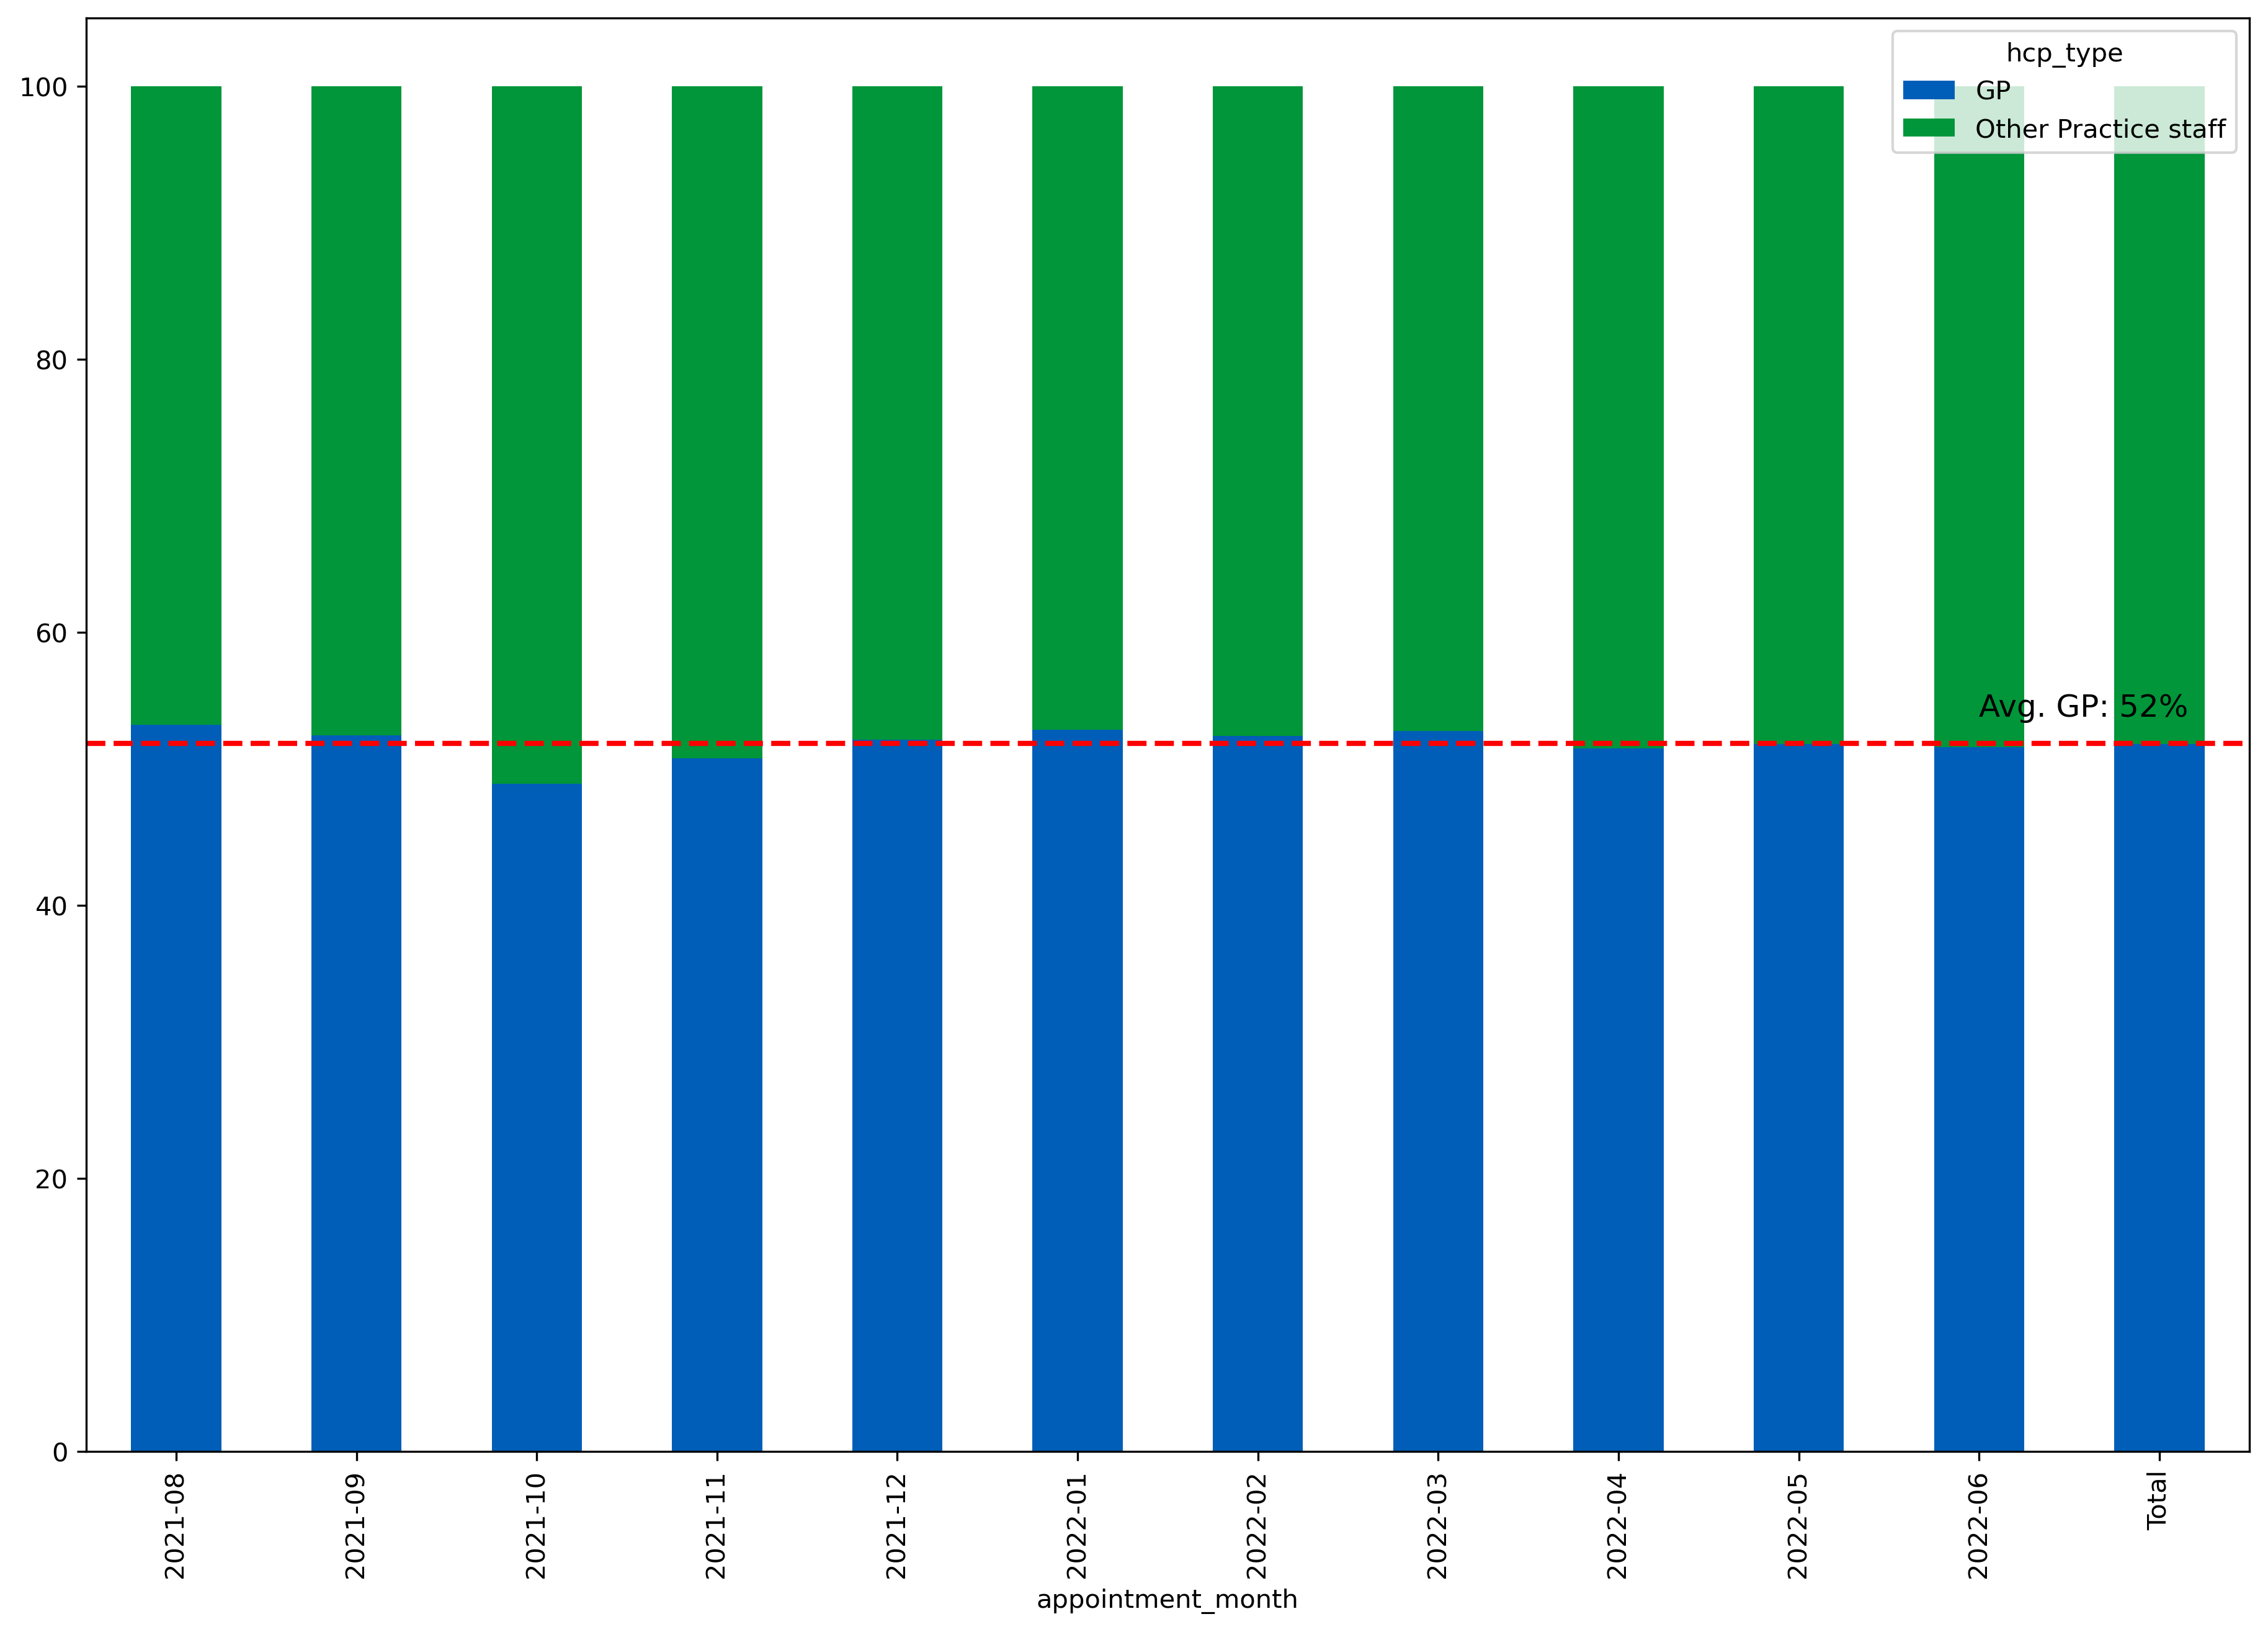 hcp_type
GP
Other Practice staff
100
80
60
40
20
0
Avg. GP: 52%
2021-08
2021-09
2021-10
2021-11
2021-12
2022-01
2022-02
2022-03
2022-04
2022-05
2022-06
Total
appointment_month